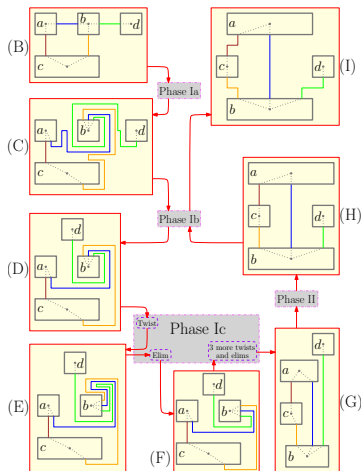 (B)
a
b
d
c
Phase Ia
(C)
a
b
d
c
Phase Ib
(D)
d
a
b
c
Twist
Phase Ic
Elim
3 more twists
and elims
(E)
d
a
b
c
(F)
d
a
b
c
(G)
d
a
c
b
Phase II
(H)
a
c
d
b
(I)
a
c
d
b